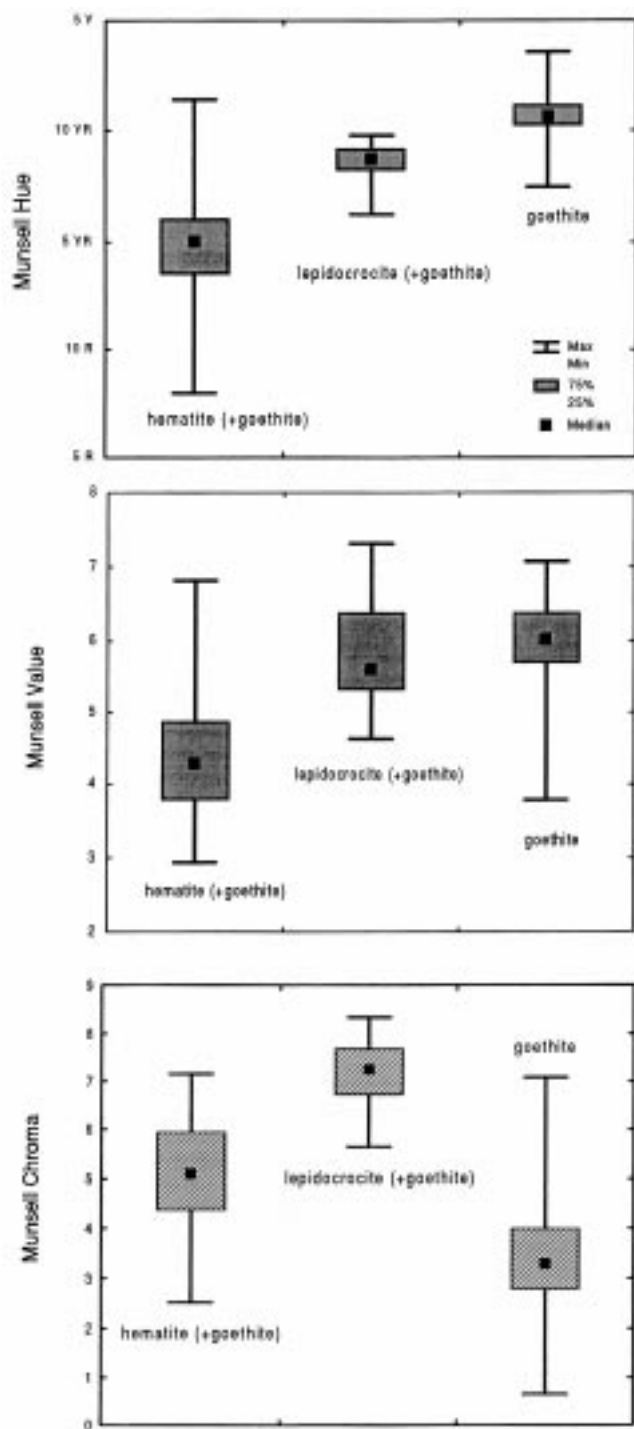 5 Y
10 YR
5 YR
10 R
5 R
Munsell Hue
hematite (+goethite)
lepidocrocite (+goethite)
goethite
Max
Min
75%
25%
Median
8
7
6
5
4
3
2
Munsell Value
hematite (+goethite)
lepidocrocite (+goethite)
goethite
9
8
7
6
5
4
3
2
1
0
Munsell Chroma
hematite (+goethite)
lepidocrocite (+goethite)
goethite